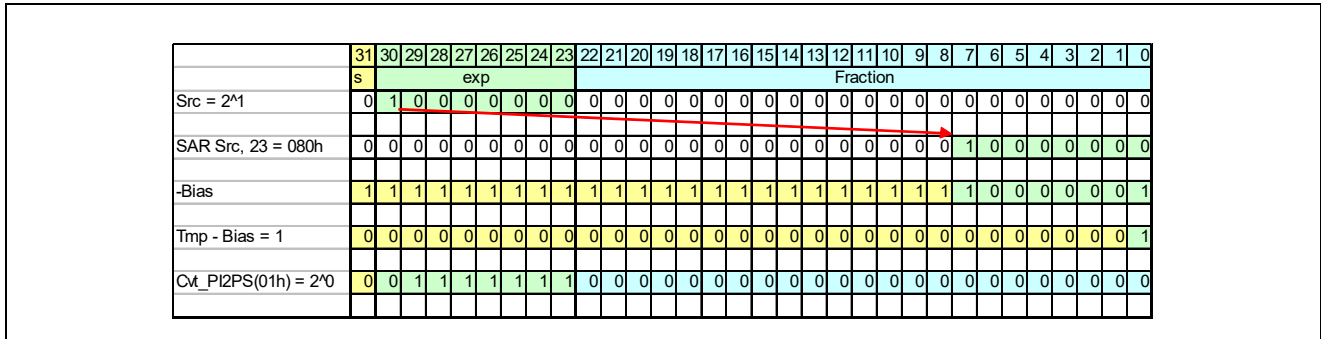 31 30 29 28 27 26 25 24 23 22 21 20 19 18 17 16 15 14 13 12 11 10 9 8 7 6 5 4 3 2 1 0
s exp Fraction
Src = 2^1 0 1 0 0 0 0 0 0 0 0 0 0 0 0 0 0 0 0 0 0 0 0 0 0 0 0 0 0 0 0 0 0
SAR Src, 23 = 080h 0 0 0 0 0 0 0 0 0 0 0 0 0 0 0 0 0 0 0 0 0 0 0 0 1 0 0 0 0 0 0 0
-Bias 1 1 1 1 1 1 1 1 1 1 1 1 1 1 1 1 1 1 1 1 1 1 1 1 1 0 0 0 0 0 0 1
Tmp - Bias = 1 0 0 0 0 0 0 0 0 0 0 0 0 0 0 0 0 0 0 0 0 0 0 0 0 0 0 0 0 0 0 0 1
Cvt_PI2PS(01h) = 2^0 0 0 1 1 1 1 1 1 1 0 0 0 0 0 0 0 0 0 0 0 0 0 0 0 0 0 0 0 0 0 0 0